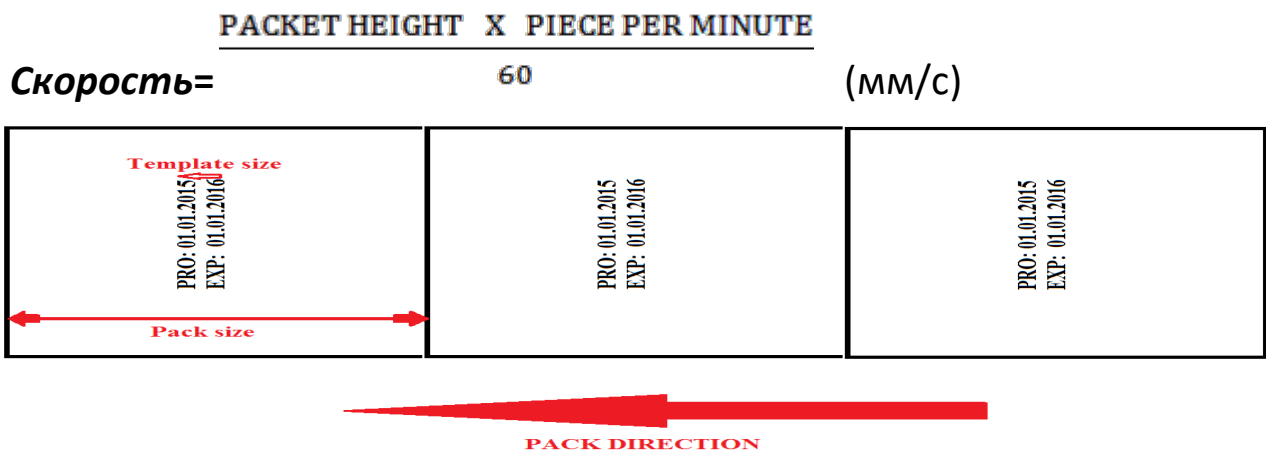 PACKET HEIGHT X PIECE PER MINUTE
Скорость= 60 (мм/с)
Template size
PRO: 01.01.2015
EXP: 01.01.2016
PRO: 01.01.2015
EXP: 01.01.2016
PRO: 01.01.2015
EXP: 01.01.2016
Pack size
PACK DIRECTION